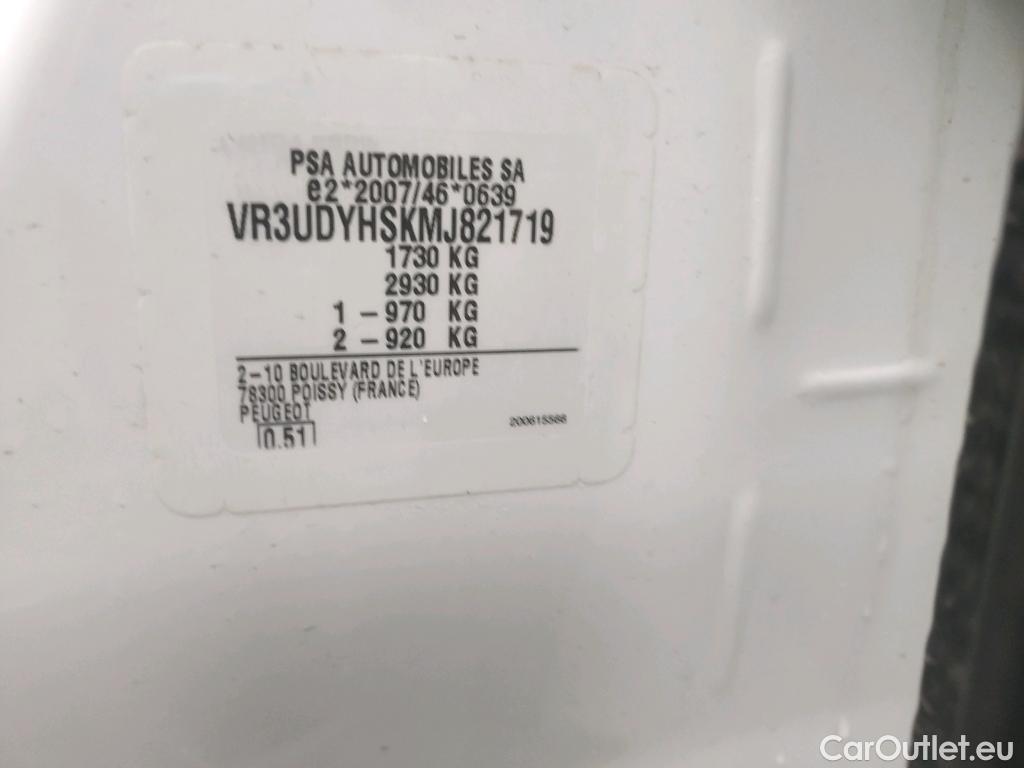 PSA AUTOMOBILES SA
e2*2007/46*0639
VR3UDYHSKMJ821719
1730 KG
2930 KG
1 - 970 KG
2 - 920 KG
2-10 BOULEVARD DE L'EUROPE
78300 POISSY (FRANCE)
PEUGEOT
0.51
200615566
CarOutlet.eu